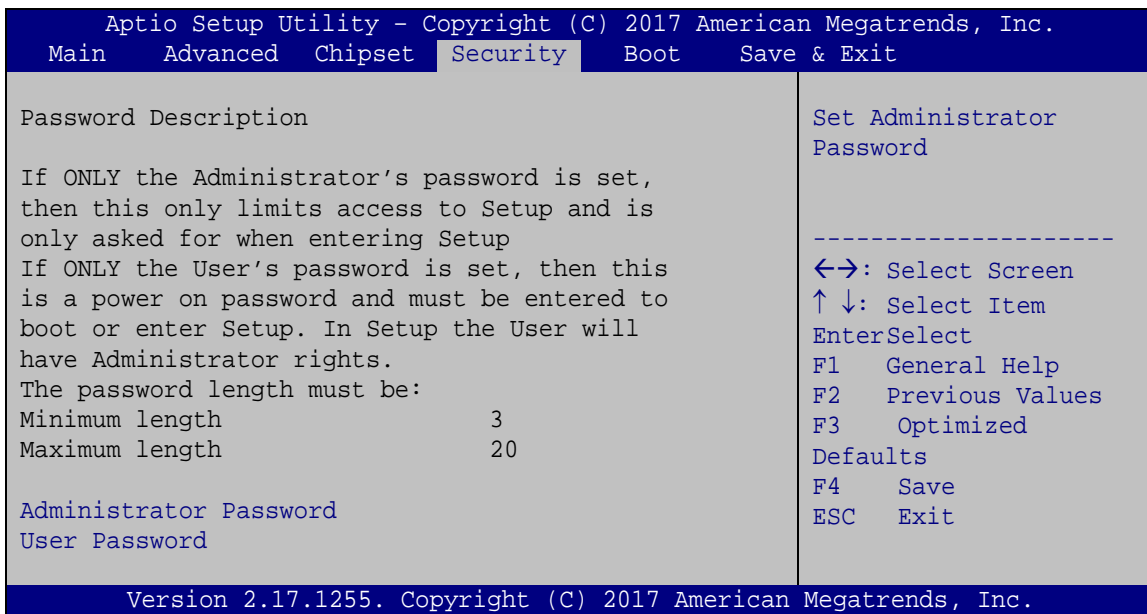 Aptio Setup Utility – Copyright (C) 2017 American Megatrends, Inc.
Main Advanced Chipset Security Boot Save & Exit
Password Description
If ONLY the Administrator’s password is set,
then this only limits access to Setup and is
only asked for when entering Setup
If ONLY the User’s password is set, then this
is a power on password and must be entered to
boot or enter Setup. In Setup the User will
have Administrator rights.
The password length must be:
Minimum length 3
Maximum length 20
Administrator Password
User Password
Set Administrator
Password
---------------------
←→: Select Screen
↑ ↓: Select Item
EnterSelect
F1 General Help
F2 Previous Values
F3 Optimized
Defaults
F4 Save
ESC Exit
Version 2.17.1255. Copyright (C) 2017 American Megatrends, Inc.